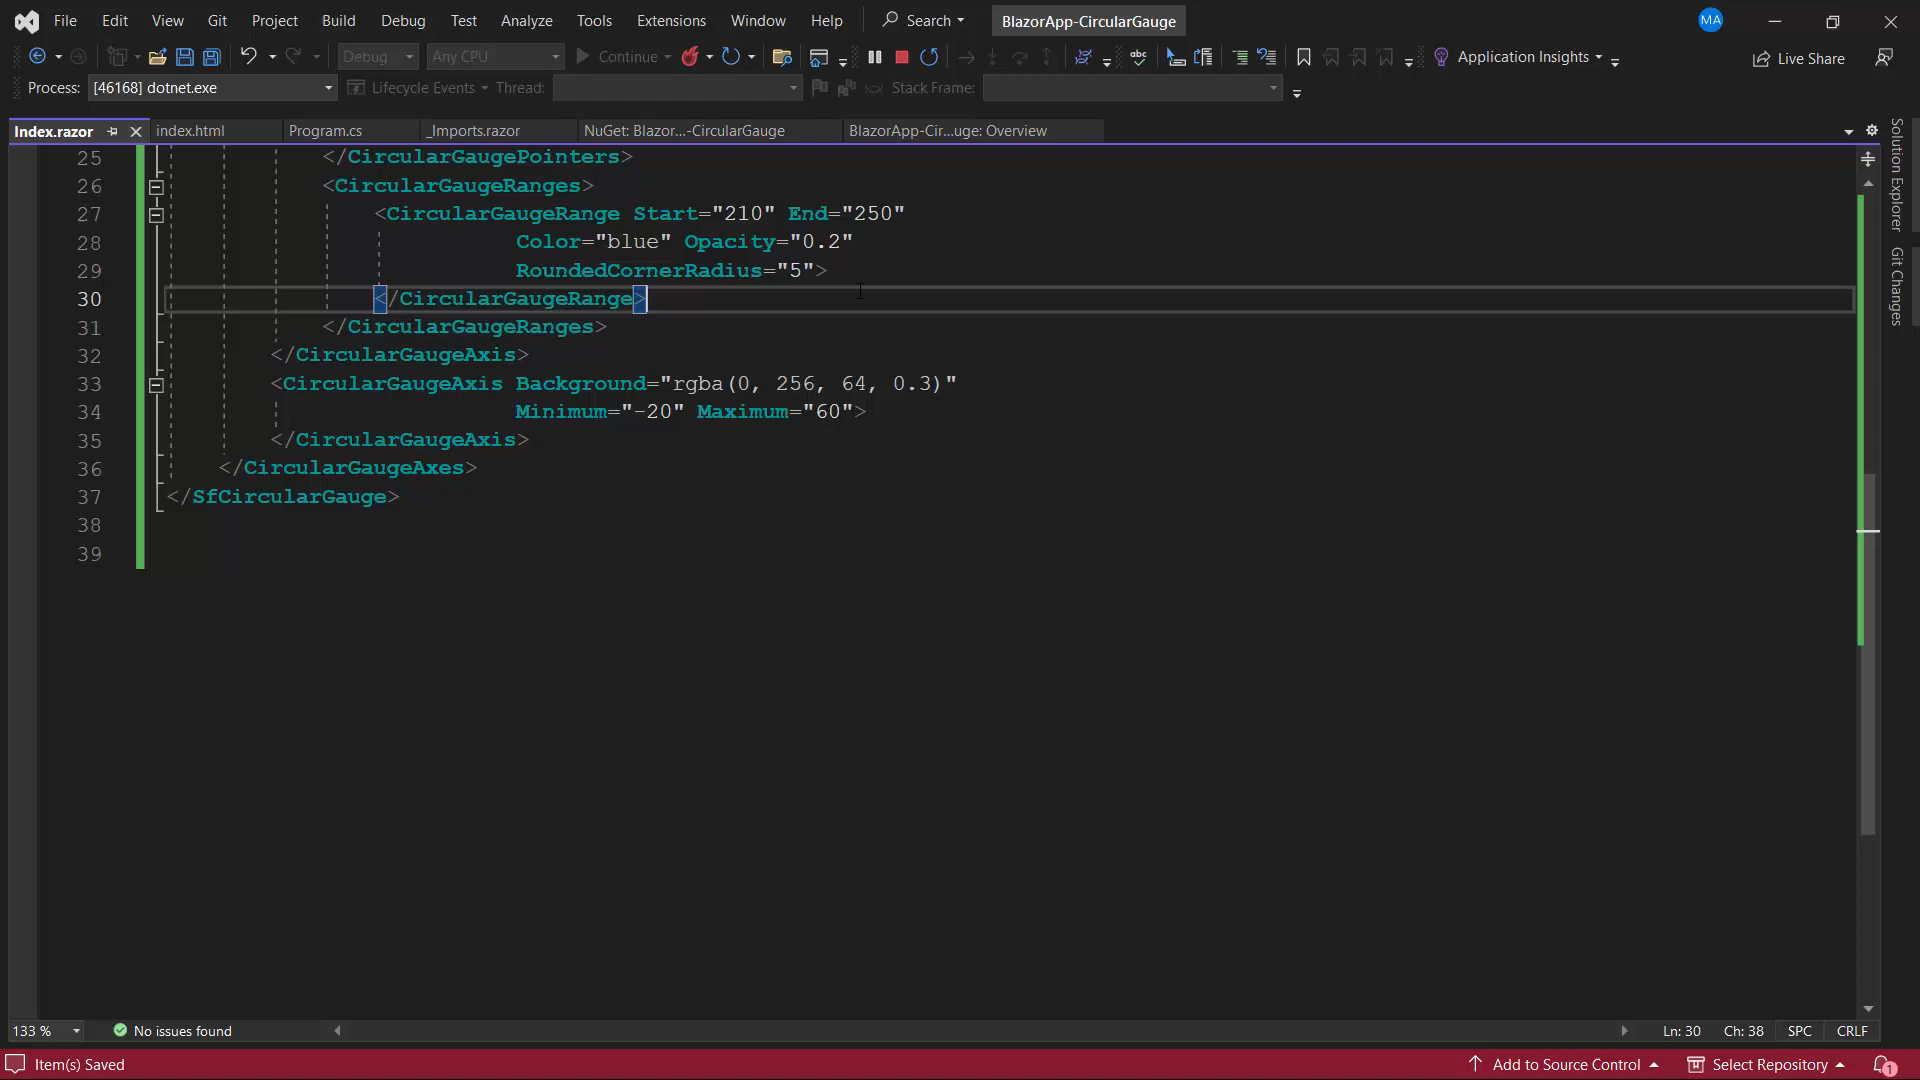 File Edit View Git Project Build Debug Test Analyze Tools Extensions Window Help Search BlazorApp-CircularGauge MA
Debug Any CPU Continue abc Application Insights Live Share
Process: [46168] dotnet.exe Lifecycle Events Thread: Stack Frame:
Index.razor index.html Program.cs _Imports.razor NuGet: Blazor...-CircularGauge BlazorApp-Cir...uge: Overview
25 </CircularGaugePointers>
26 <CircularGaugeRanges>
27 <CircularGaugeRange Start="210" End="250"
28 Color="blue" Opacity="0.2"
29 RoundedCornerRadius="5">
30 </CircularGaugeRange>
31 </CircularGaugeRanges>
32 </CircularGaugeAxis>
33 <CircularGaugeAxis Background="rgba(0, 256, 64, 0.3)"
34 Minimum="-20" Maximum="60">
35 </CircularGaugeAxis>
36 </CircularGaugeAxes>
37 </SfCircularGauge>
38
39
Solution Explorer
Git Changes
133 % No issues found Ln: 30 Ch: 38 SPC CRLF
Item(s) Saved Add to Source Control Select Repository 1